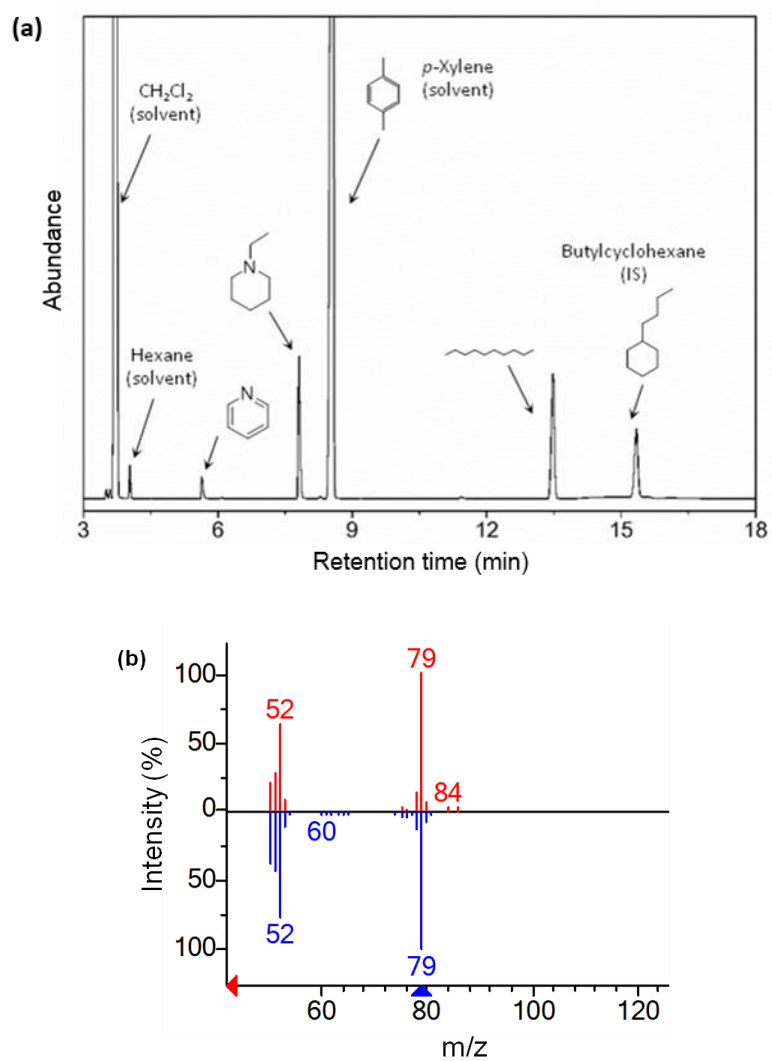 (a)
CH₂Cl₂
(solvent)
p-Xylene
(solvent)
N
Butylcyclohexane
(IS)
Hexane
(solvent)
N
Abundance
3 6 9 12 15 18
Retention time (min)
(b)
Intensity (%)
100
50
0
50
100
79
52
84
60
52
79
60 80 100 120
m/z